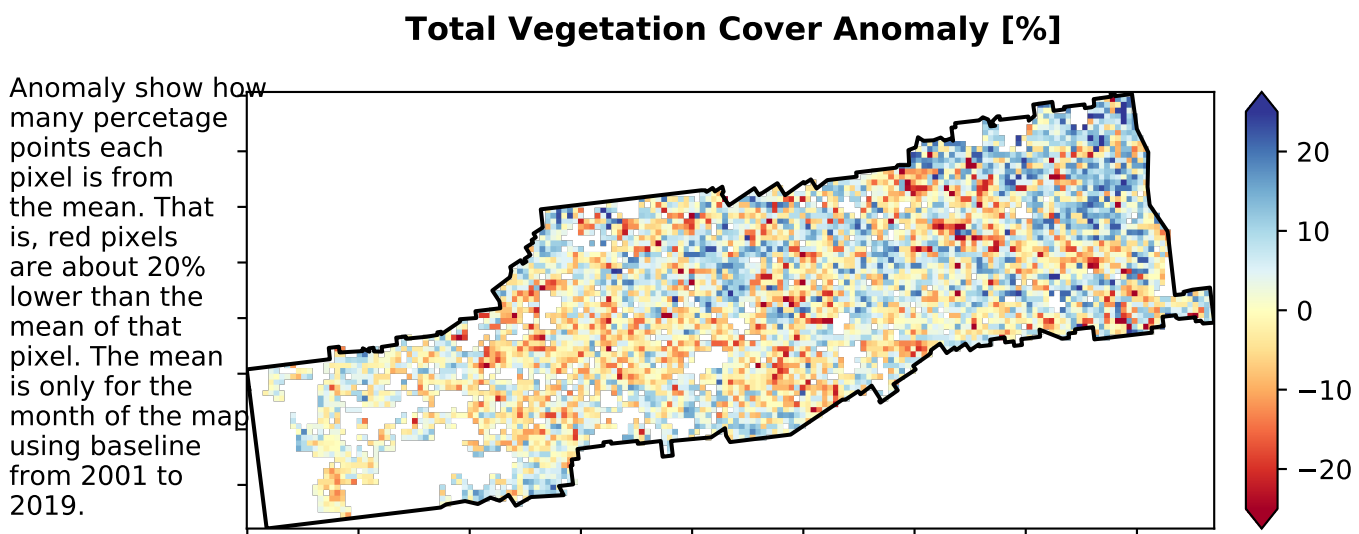 Total Vegetation Cover Anomaly [%]
Anomaly show how
many percetage
points each
pixel is from
the mean. That
is, red pixels
are about 20%
lower than the
mean of that
pixel. The mean
is only for the
month of the map
using baseline
from 2001 to
2019.
20
10
0
−10
−20